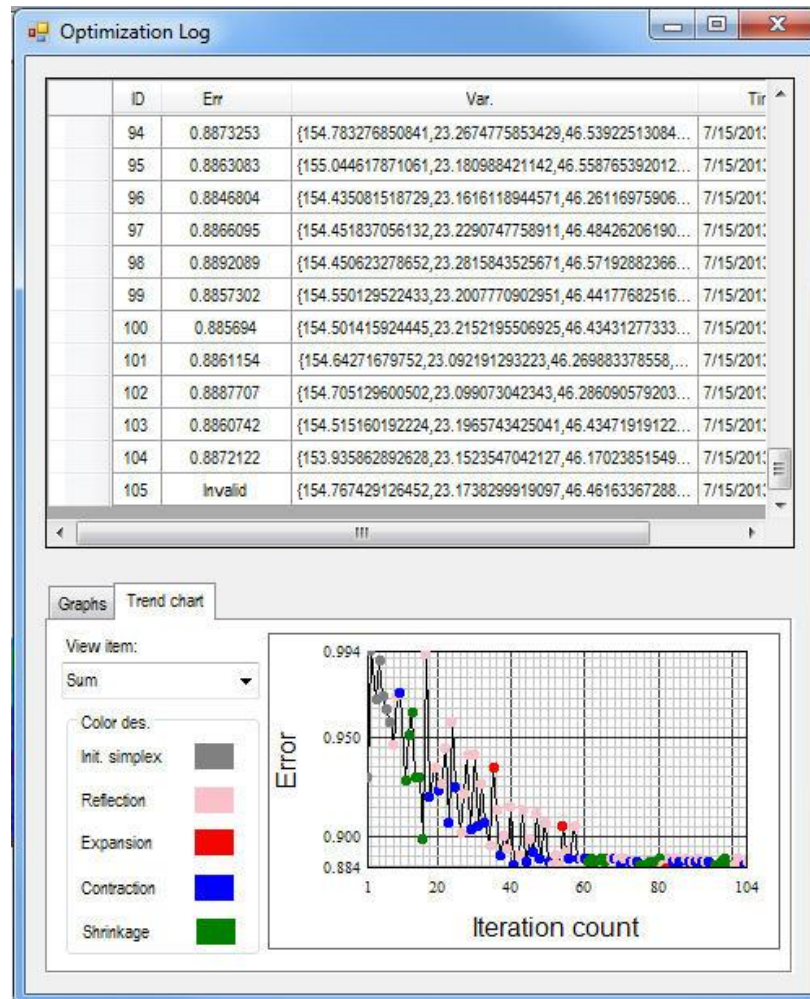 Optimization Log
ID Err Var. Tir
94 0.8873253 {154.783276850841,23.2674775853429,46.53922513084... 7/15/201
95 0.8863083 {155.044617871061,23.180988421142,46.558765392012... 7/15/201
96 0.8846804 {154.435081518729,23.1616118944571,46.26116975906... 7/15/201
97 0.8866095 {154.451837056132,23.2290747758911,46.48426206190... 7/15/201
98 0.8892089 {154.450623278652,23.2815843525671,46.57192882366... 7/15/201
99 0.8857302 {154.550129522433,23.2007770902951,46.44177682516... 7/15/201
100 0.885694 {154.501415924445,23.2152195506925,46.43431277333... 7/15/201
101 0.8861154 {154.64271679752,23.092191293223,46.269883378558,... 7/15/201
102 0.8887707 {154.705129600502,23.099073042343,46.286090579203... 7/15/201
103 0.8860742 {154.515160192224,23.1965743425041,46.43471919122... 7/15/201
104 0.8872122 {153.935862892628,23.1523547042127,46.17023851549... 7/15/201
105 Invalid {154.767429126452,23.1738299919097,46.46163367288... 7/15/201
Graphs Trend chart
View item:
Sum
Color des.
Init. simplex
Reflection
Expansion
Contraction
Shrinkage
Error
0.994
0.950
0.900
0.884
1 20 40 60 80 104
Iteration count